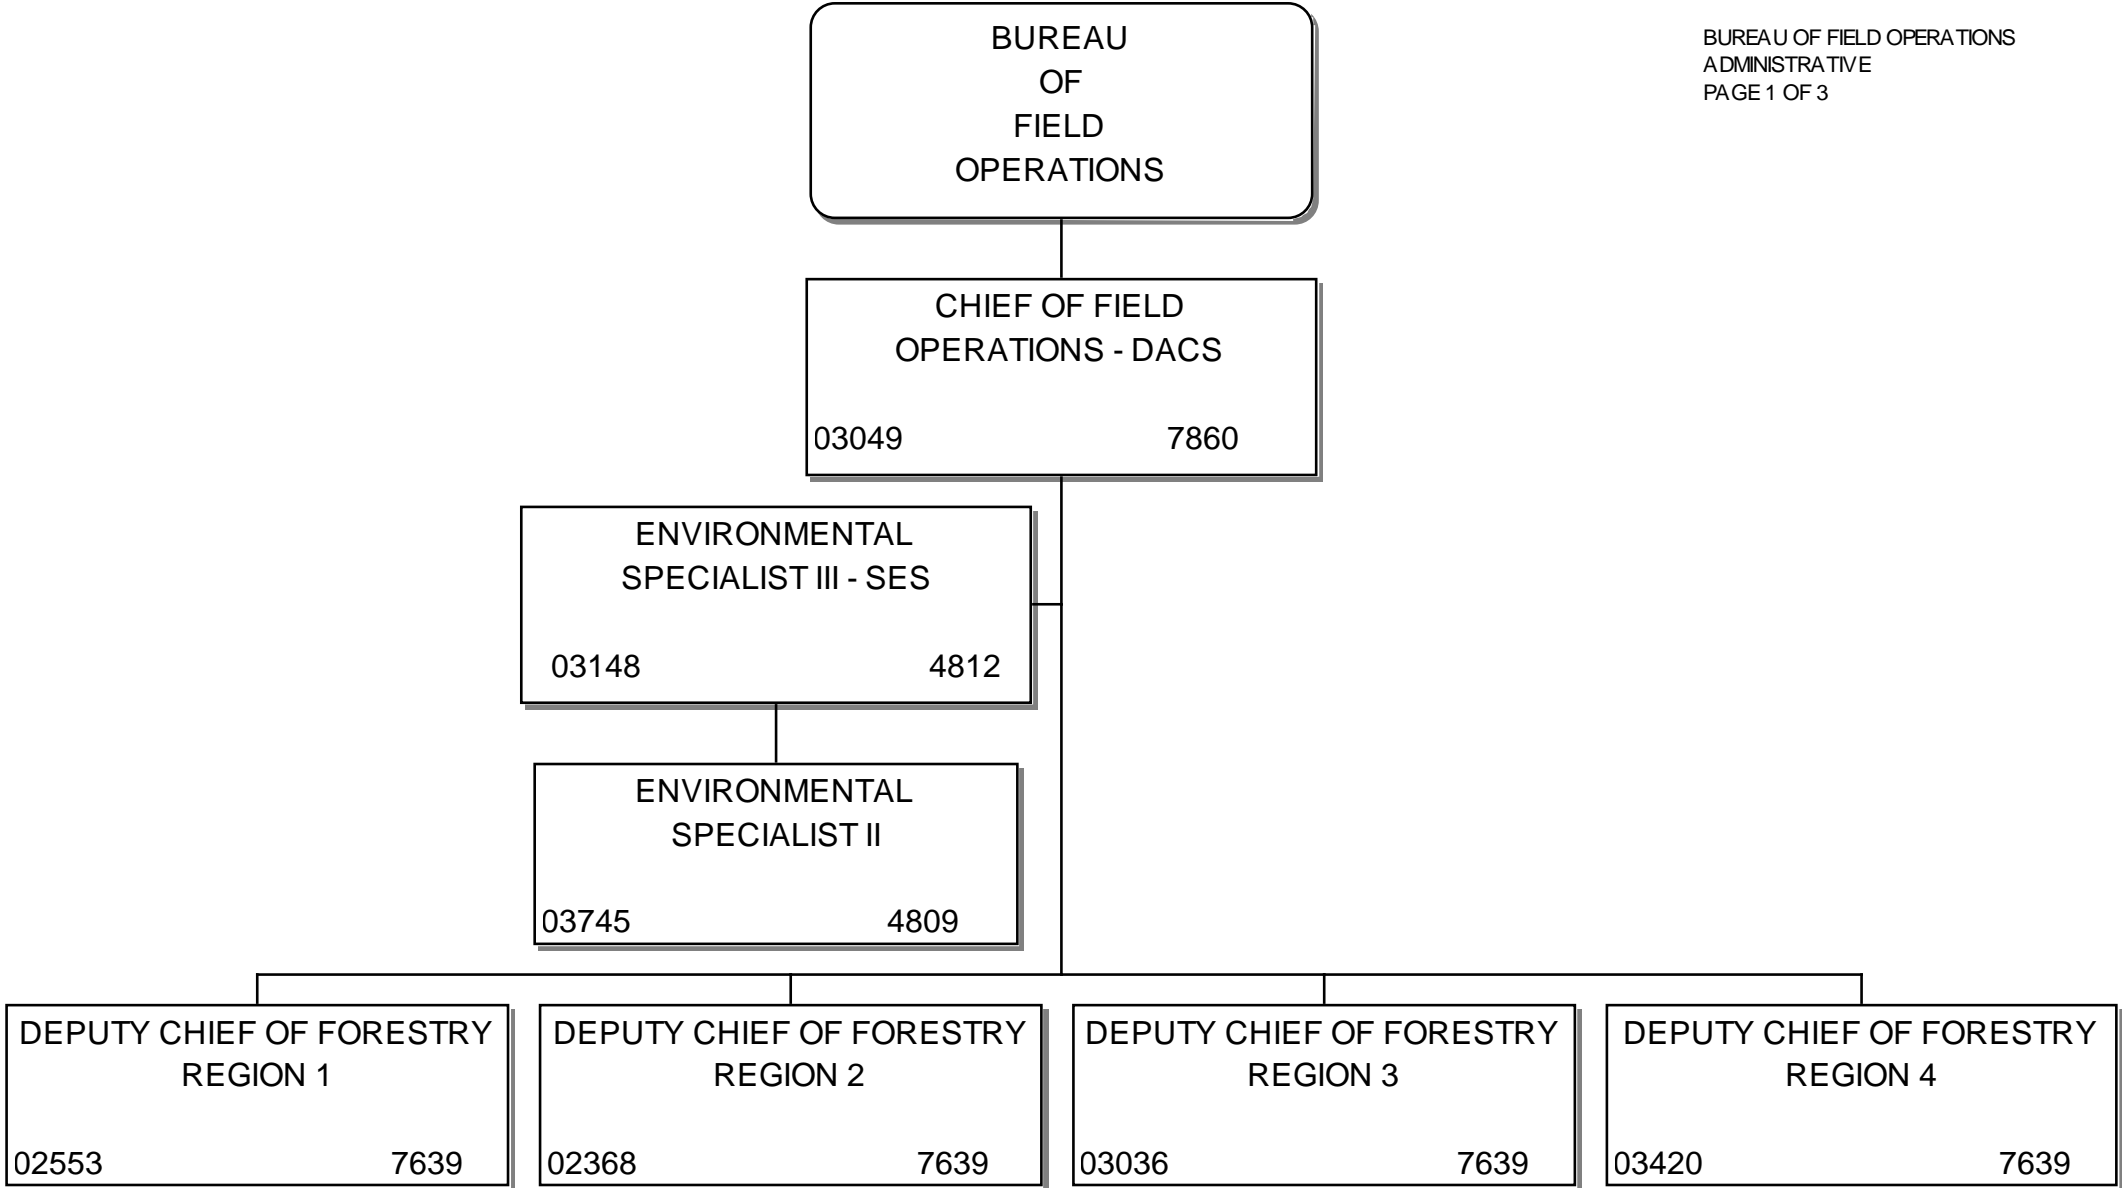 BUREAU
OF
FIELD
OPERATIONS
BUREAU OF FIELD OPERATIONS
ADMINISTRATIVE
PAGE 1 OF 3
CHIEF OF FIELD
OPERATIONS - DACS
03049 7860
ENVIRONMENTAL
SPECIALIST III - SES
03148 4812
ENVIRONMENTAL
SPECIALIST II
03745 4809
DEPUTY CHIEF OF FORESTRY
REGION 1
02553 7639
DEPUTY CHIEF OF FORESTRY
REGION 2
02368 7639
DEPUTY CHIEF OF FORESTRY
REGION 3
03036 7639
DEPUTY CHIEF OF FORESTRY
REGION 4
03420 7639